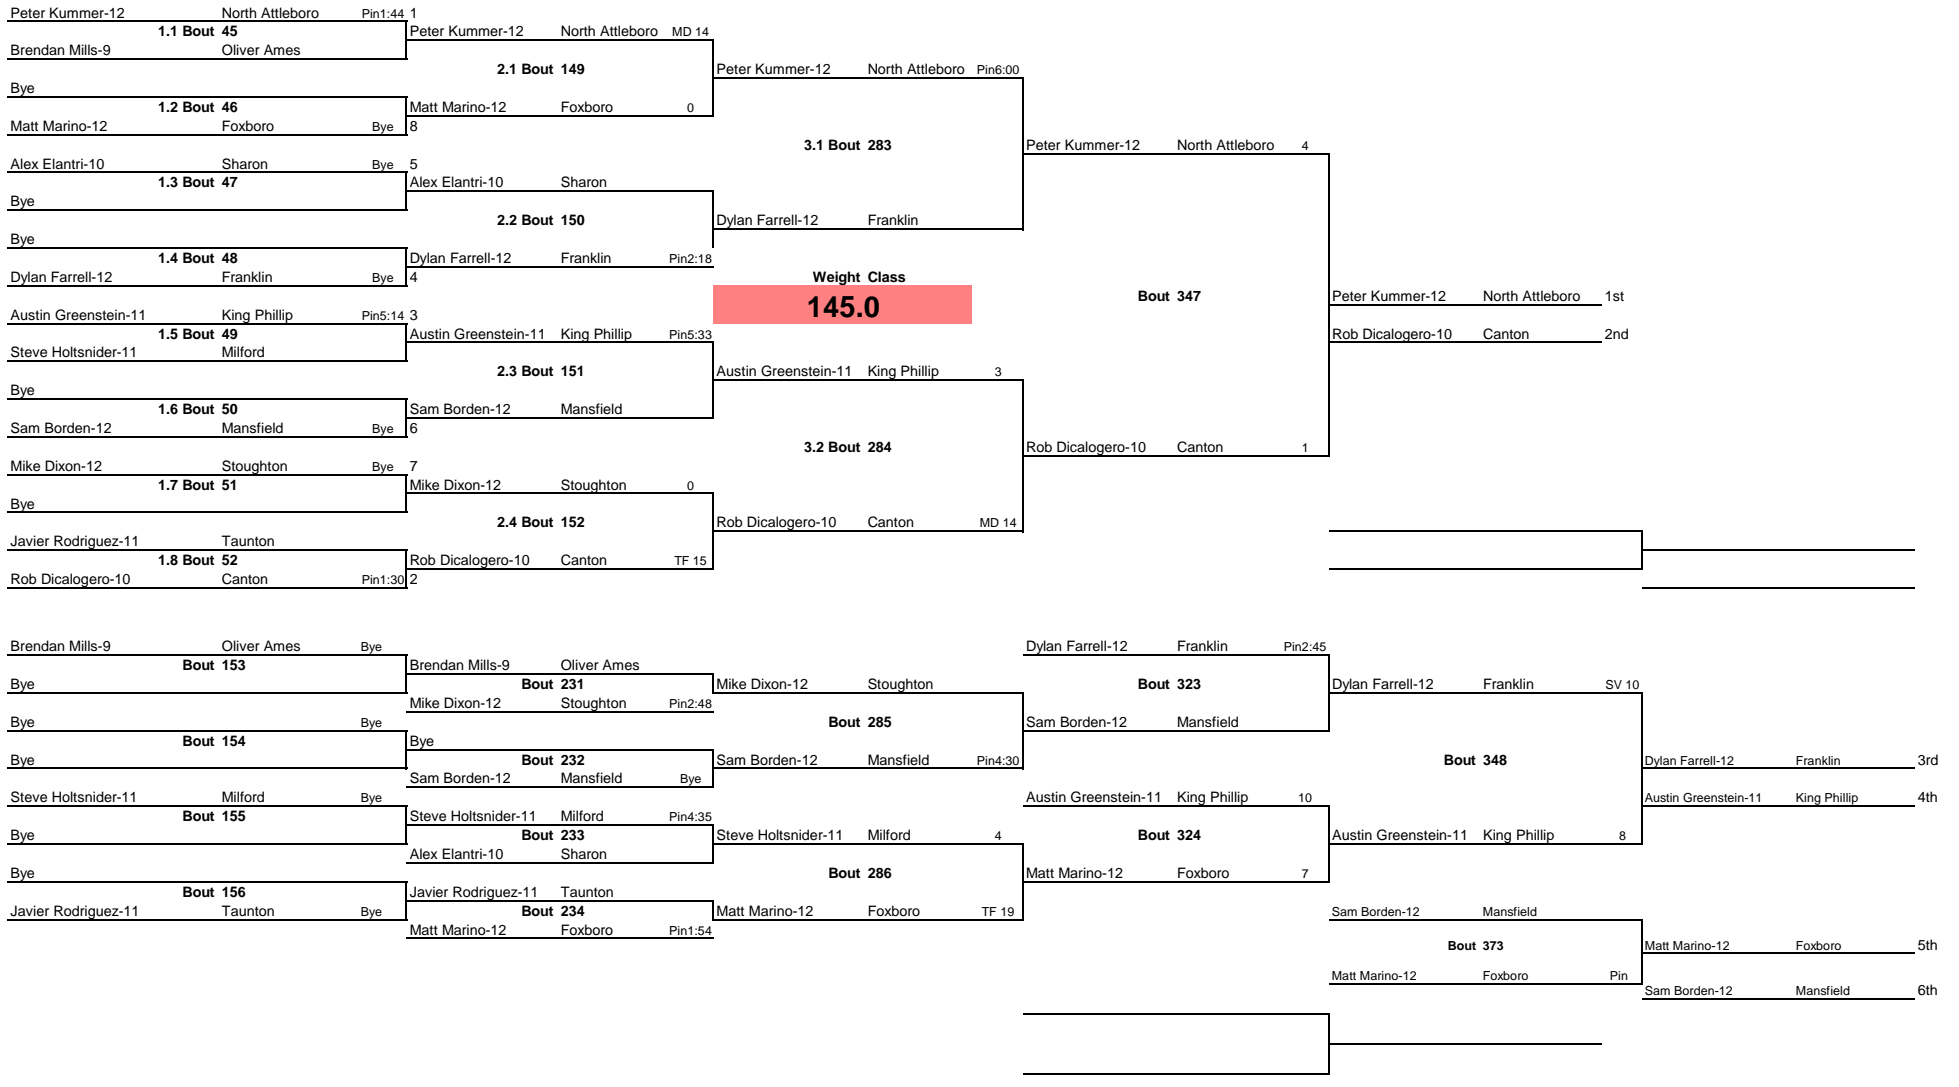 Peter Kummer-12 North Attleboro Pin1:44 1
1.1 Bout 45 Peter Kummer-12 North Attleboro MD 14
Brendan Mills-9 Oliver Ames
2.1 Bout 149 Peter Kummer-12 North Attleboro Pin6:00
Bye
1.2 Bout 46 Matt Marino-12 Foxboro 0
Matt Marino-12 Foxboro Bye 8
3.1 Bout 283 Peter Kummer-12 North Attleboro 4
Alex Elantri-10 Sharon Bye 5
1.3 Bout 47 Alex Elantri-10 Sharon
Bye
2.2 Bout 150 Dylan Farrell-12 Franklin
Bye
1.4 Bout 48 Dylan Farrell-12 Franklin Pin2:18
Dylan Farrell-12 Franklin Bye 4 Weight Class
Bout 347 Peter Kummer-12 North Attleboro 1st
145.0
Austin Greenstein-11 King Phillip Pin5:14 3
1.5 Bout 49 Austin Greenstein-11 King Phillip Pin5:33 Rob Dicalogero-10 Canton 2nd
Steve Holtsnider-11 Milford
2.3 Bout 151 Austin Greenstein-11 King Phillip 3
Bye
1.6 Bout 50 Sam Borden-12 Mansfield
Sam Borden-12 Mansfield Bye 6
3.2 Bout 284 Rob Dicalogero-10 Canton 1
Mike Dixon-12 Stoughton Bye 7
1.7 Bout 51 Mike Dixon-12 Stoughton 0
Bye
2.4 Bout 152 Rob Dicalogero-10 Canton MD 14
Javier Rodriguez-11 Taunton
1.8 Bout 52 Rob Dicalogero-10 Canton TF 15
Rob Dicalogero-10 Canton Pin1:30 2
Brendan Mills-9 Oliver Ames Bye Dylan Farrell-12 Franklin Pin2:45
Bout 153 Brendan Mills-9 Oliver Ames
Bye Bout 231 Mike Dixon-12 Stoughton Bout 323 Dylan Farrell-12 Franklin SV 10
Mike Dixon-12 Stoughton Pin2:48
Bye Bye Bout 285 Sam Borden-12 Mansfield
Bout 154 Bye
Bye Bout 232 Sam Borden-12 Mansfield Pin4:30 Bout 348 Dylan Farrell-12 Franklin 3rd
Sam Borden-12 Mansfield Bye
Steve Holtsnider-11 Milford Bye Austin Greenstein-11 King Phillip 10 Austin Greenstein-11 King Phillip 4th
Bout 155 Steve Holtsnider-11 Milford Pin4:35
Bye Bout 233 Steve Holtsnider-11 Milford 4 Bout 324 Austin Greenstein-11 King Phillip 8
Alex Elantri-10 Sharon
Bye Bout 286 Matt Marino-12 Foxboro 7
Bout 156 Javier Rodriguez-11 Taunton
Javier Rodriguez-11 Taunton Bye Bout 234 Matt Marino-12 Foxboro TF 19 Sam Borden-12 Mansfield
Matt Marino-12 Foxboro Pin1:54
Bout 373 Matt Marino-12 Foxboro 5th
Matt Marino-12 Foxboro Pin
Sam Borden-12 Mansfield 6th